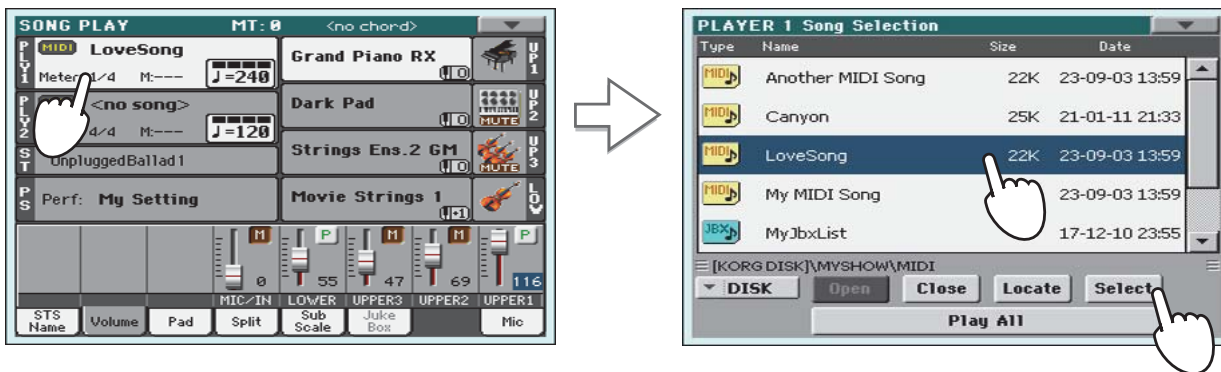 SONG PLAY MT: 0 <no chord>
PLY1 MIDI LoveSong
Meter 1/4 M:--- ♩=240
PLY2 <no song>
4/4 M:--- ♩=120
ST UnpluggedBallad1
PS Perf: My Setting
Grand Piano RX 0 UP1
Dark Pad 0 MUTE UP2
Strings Ens.2 GM 0 MUTE UP3
Movie Strings 1 +1 LOW
M P M M P
0 55 47 69 116
MIC/IN LOWER UPPER3 UPPER2 UPPER1
STS Name Volume Pad Split Sub Scale Juke Box Mic
PLAYER 1 Song Selection
Type Name Size Date
MIDI Another MIDI Song 22K 23-09-03 13:59
MIDI Canyon 25K 21-01-11 21:33
MIDI LoveSong 22K 23-09-03 13:59
MIDI My MIDI Song 23-09-03 13:59
JBX MyJbxList 17-12-10 23:55
[KORG DISK]\MYSHOW\MIDI
DISK Open Close Locate Select
Play All